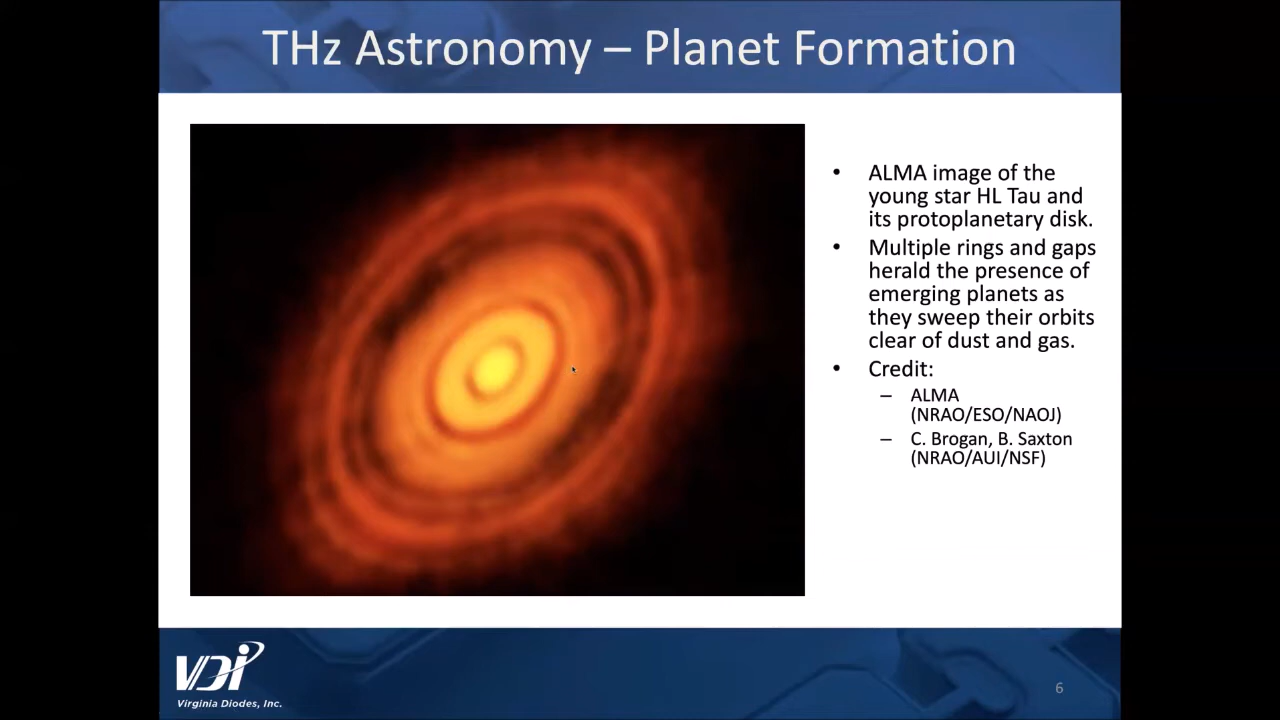 THz Astronomy – Planet Formation
• ALMA image of the
young star HL Tau and
its protoplanetary disk.
• Multiple rings and gaps
herald the presence of
emerging planets as
they sweep their orbits
clear of dust and gas.
• Credit:
– ALMA
(NRAO/ESO/NAOJ)
– C. Brogan, B. Saxton
(NRAO/AUI/NSF)
VDI
Virginia Diodes, Inc.
6